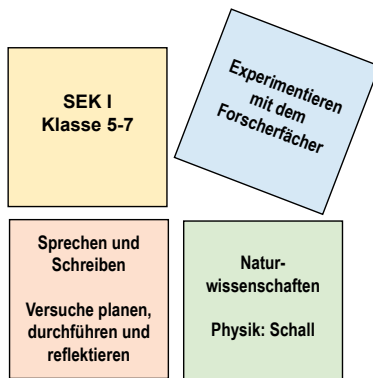 SEK I
Klasse 5-7
Experimentieren
mit dem
Forscherfächer
Sprechen und
Schreiben
Versuche planen,
durchführen und
reflektieren
Natur-
wissenschaften
Physik: Schall